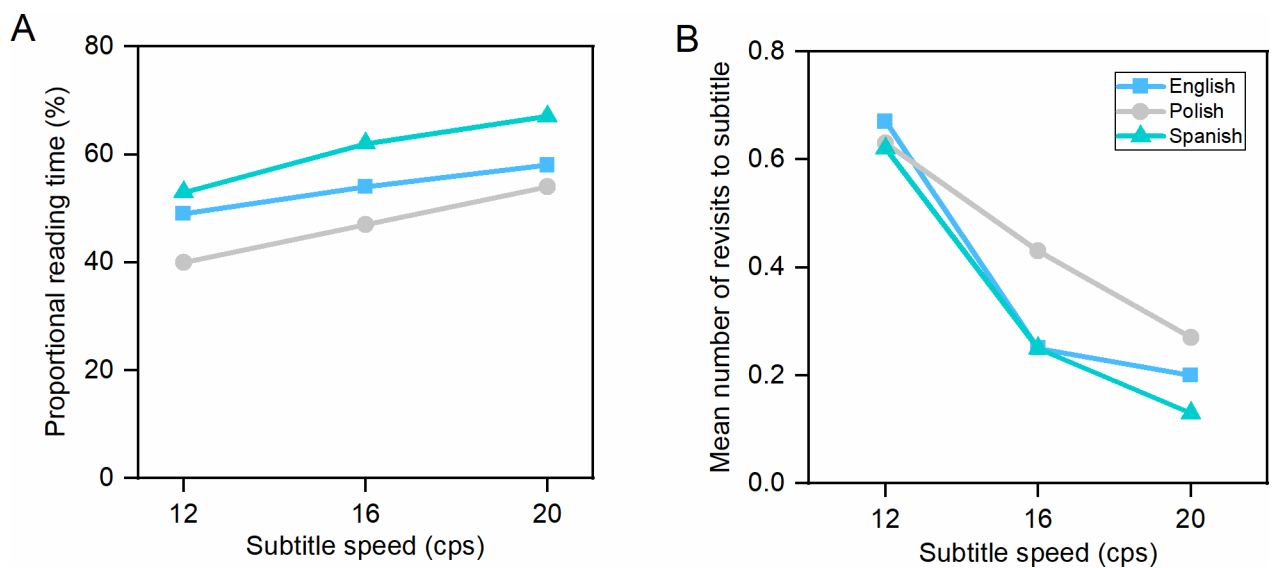 A
Proportional reading time (%)
80
60
40
20
0
12 16 20
Subtitle speed (cps)
B
Mean number of revisits to subtitle
0.8
0.6
0.4
0.2
0.0
English
Polish
Spanish
12 16 20
Subtitle speed (cps)